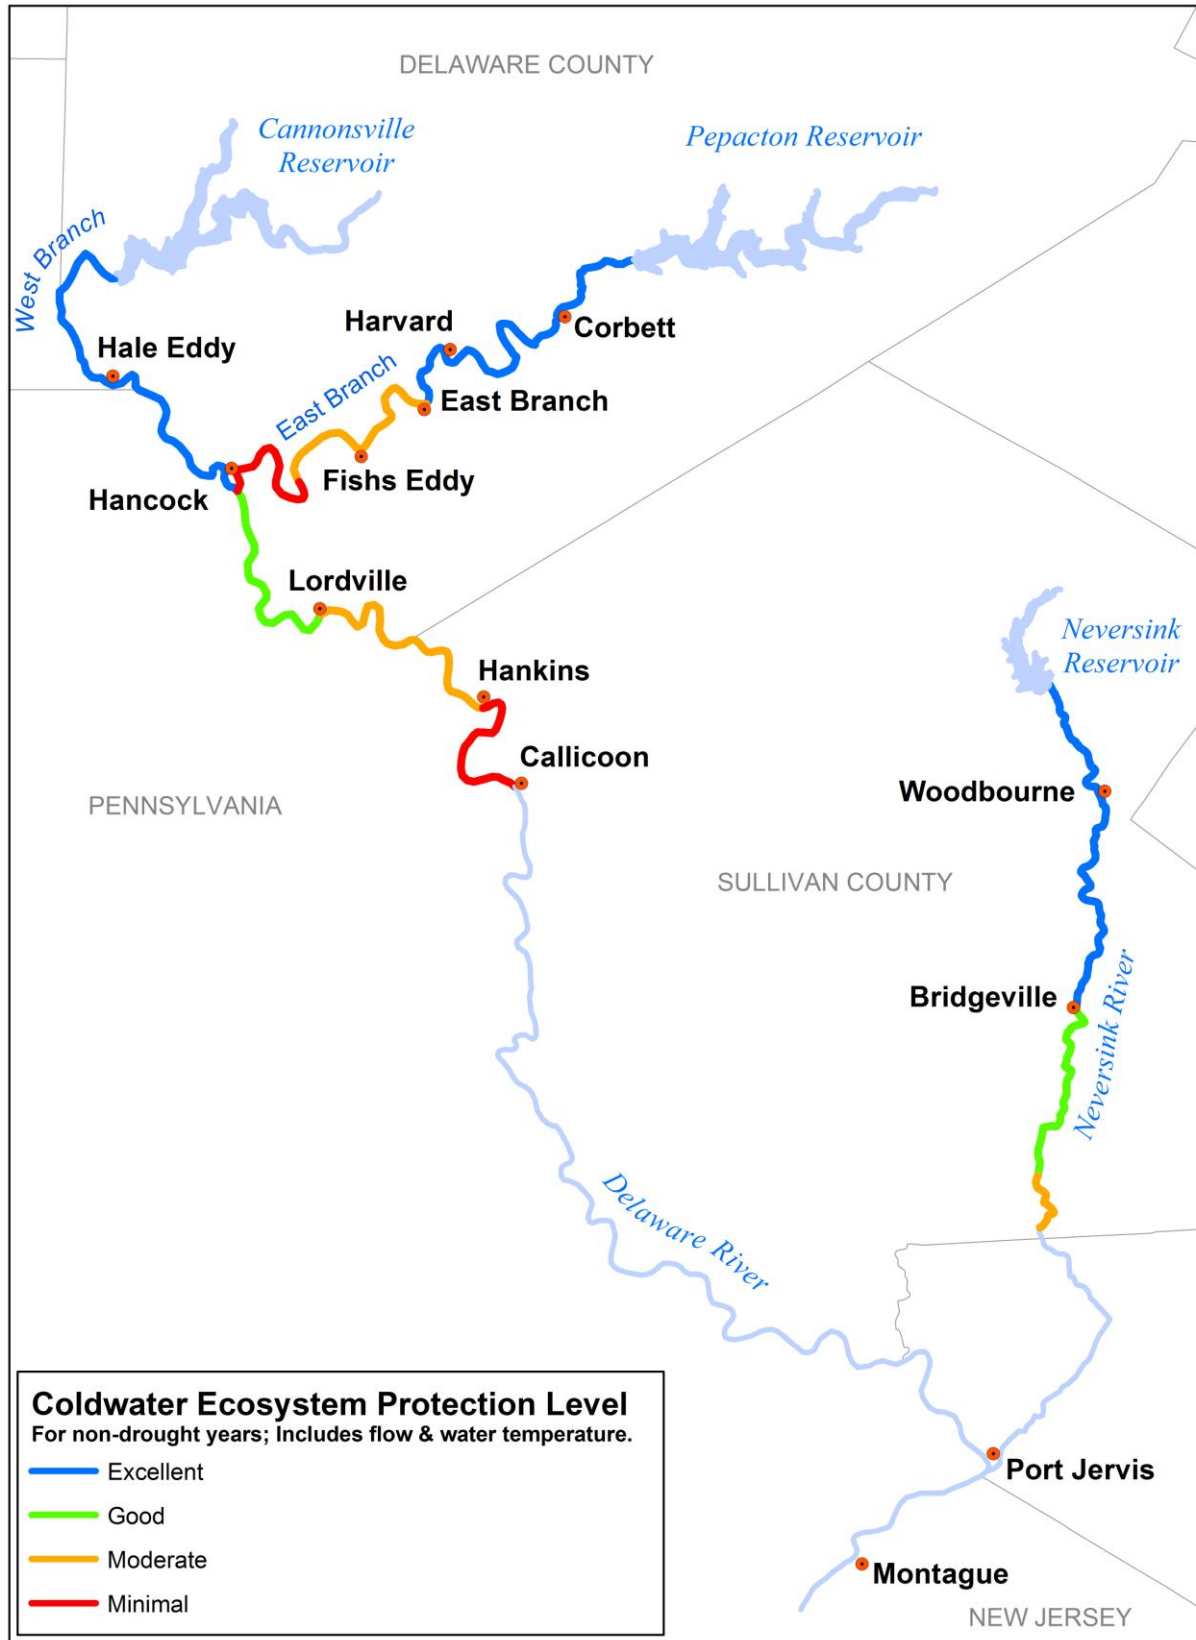 DELAWARE COUNTY
Cannonsville
Reservoir
Pepacton Reservoir
West Branch
Harvard
Corbett
Hale Eddy
East Branch
East Branch
Fishs Eddy
Hancock
Lordville
Neversink
Reservoir
Hankins
Callicoon
Woodbourne
PENNSYLVANIA
SULLIVAN COUNTY
Bridgeville
Neversink River
Delaware River
Coldwater Ecosystem Protection Level
For non-drought years; Includes flow & water temperature.
Excellent
Good
Moderate
Minimal
Port Jervis
Montague
NEW JERSEY